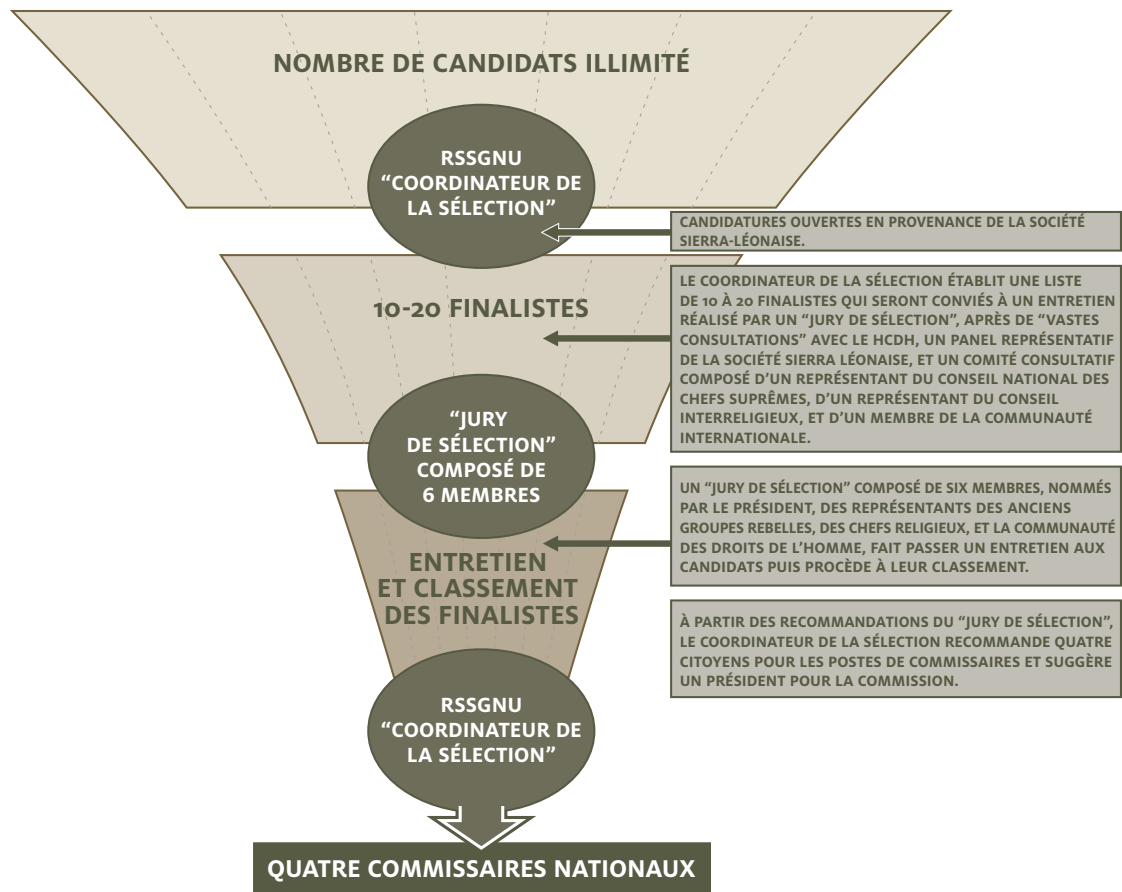 NOMBRE DE CANDIDATS ILLIMITÉ
RSSGNU
“COORDINATEUR DE
LA SÉLECTION”
CANDIDATURES OUVERTES EN PROVENANCE DE LA SOCIÉTÉ
SIERRA-LÉONAISE.
10-20 FINALISTES
LE COORDINATEUR DE LA SÉLECTION ÉTABLIT UNE LISTE
DE 10 À 20 FINALISTES QUI SERONT CONVIÉS À UN ENTRETIEN
RÉALISÉ PAR UN “JURY DE SÉLECTION”, APRÈS DE “VASTES
CONSULTATIONS” AVEC LE HCDH, UN PANEL REPRÉSENTATIF
DE LA SOCIÉTÉ SIERRA LÉONAISE, ET UN COMITÉ CONSULTATIF
COMPOSÉ D’UN REPRÉSENTANT DU CONSEIL NATIONAL DES
CHEFS SUPRÊMES, D’UN REPRÉSENTANT DU CONSEIL
INTERRELIGIEUX, ET D’UN MEMBRE DE LA COMMUNAUTÉ
INTERNATIONALE.
“JURY
DE SÉLECTION”
COMPOSÉ DE
6 MEMBRES
UN “JURY DE SÉLECTION” COMPOSÉ DE SIX MEMBRES, NOMMÉS
PAR LE PRÉSIDENT, DES REPRÉSENTANTS DES ANCIENS
GROUPES REBELLES, DES CHEFS RELIGIEUX, ET LA COMMUNAUTÉ
DES DROITS DE L’HOMME, FAIT PASSER UN ENTRETIEN AUX
CANDIDATS PUIS PROCÈDE À LEUR CLASSEMENT.
ENTRETIEN
ET CLASSEMENT
DES FINALISTES
À PARTIR DES RECOMMANDATIONS DU “JURY DE SÉLECTION”,
LE COORDINATEUR DE LA SÉLECTION RECOMMANDE QUATRE
CITOYENS POUR LES POSTES DE COMMISSAIRES ET SUGGÈRE
UN PRÉSIDENT POUR LA COMMISSION.
RSSGNU
“COORDINATEUR DE
LA SÉLECTION”
QUATRE COMMISSAIRES NATIONAUX